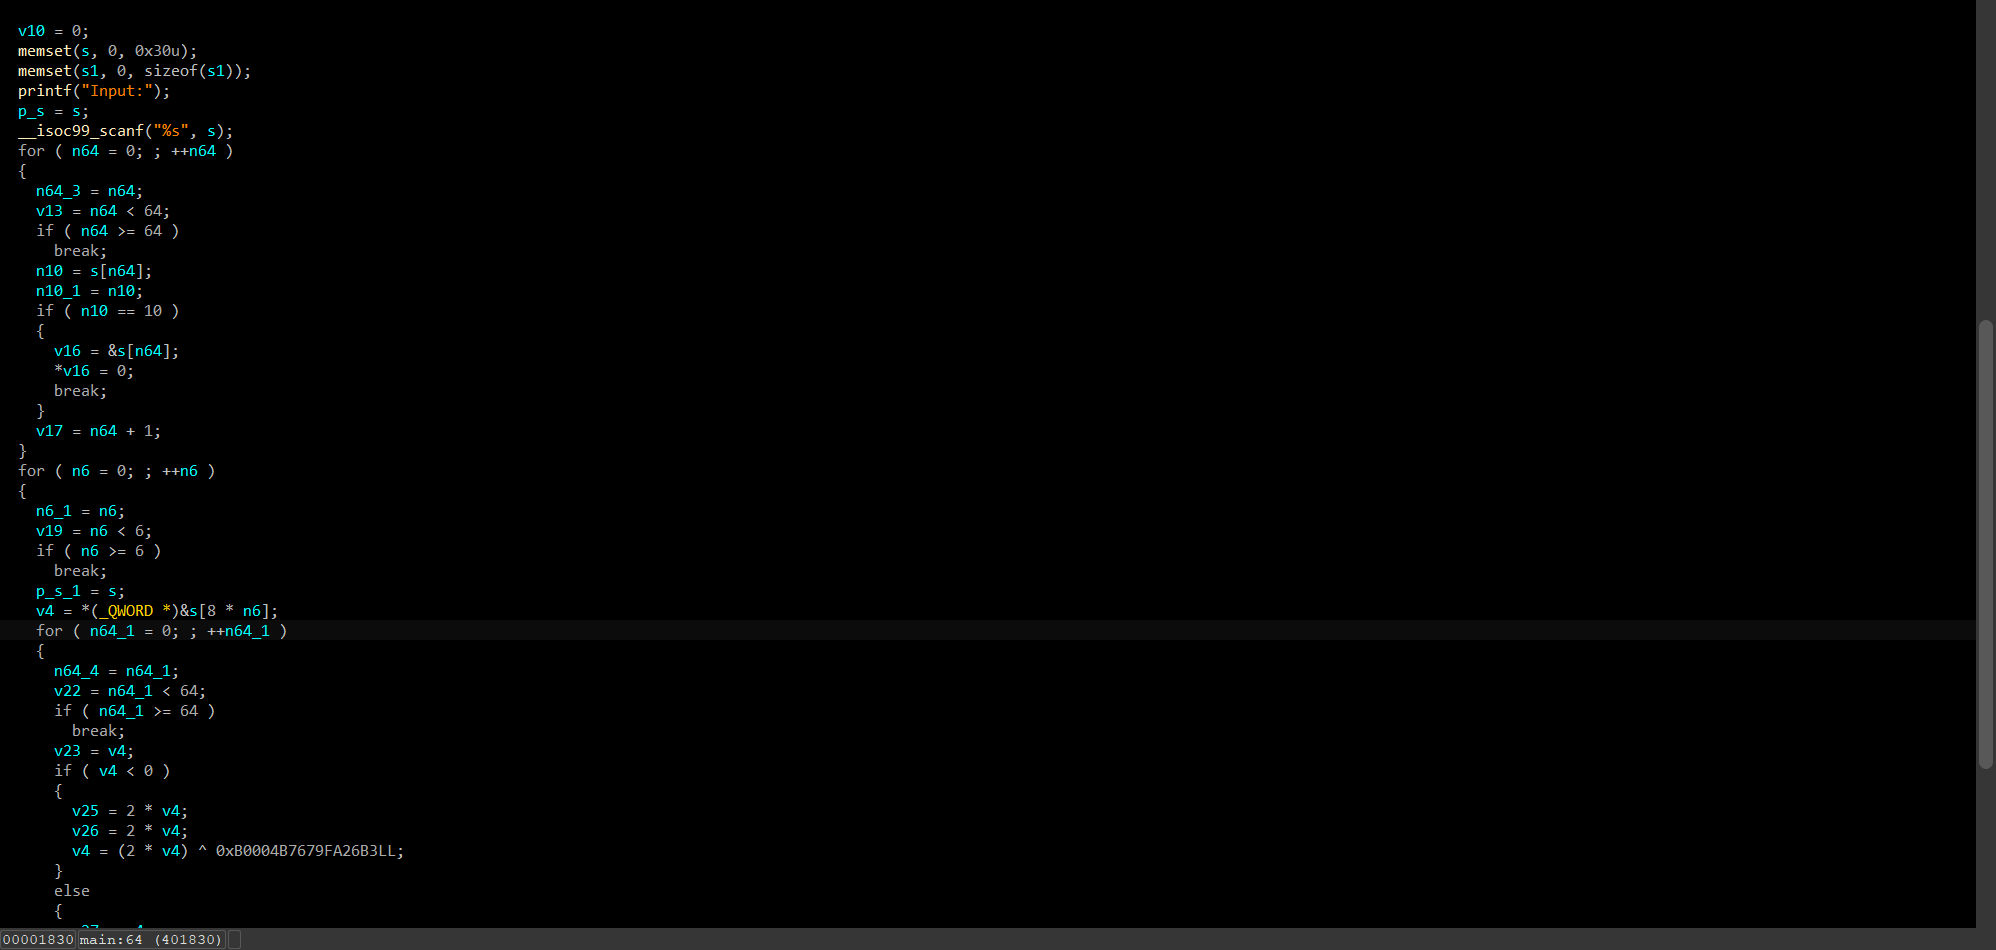 v10 = 0;
memset(s, 0, 0x30u);
memset(s1, 0, sizeof(s1));
printf("Input:");
p_s = s;
__isoc99_scanf("%s", s);
for ( n64 = 0; ; ++n64 )
{
n64_3 = n64;
v13 = n64 < 64;
if ( n64 >= 64 )
break;
n10 = s[n64];
n10_1 = n10;
if ( n10 == 10 )
{
v16 = &s[n64];
*v16 = 0;
break;
}
v17 = n64 + 1;
}
for ( n6 = 0; ; ++n6 )
{
n6_1 = n6;
v19 = n6 < 6;
if ( n6 >= 6 )
break;
p_s_1 = s;
v4 = *(_QWORD *)&s[8 * n6];
for ( n64_1 = 0; ; ++n64_1 )
{
n64_4 = n64_1;
v22 = n64_1 < 64;
if ( n64_1 >= 64 )
break;
v23 = v4;
if ( v4 < 0 )
{
v25 = 2 * v4;
v26 = 2 * v4;
v4 = (2 * v4) ^ 0xB0004B7679FA26B3LL;
}
else
{
00001830 main:64 (401830)